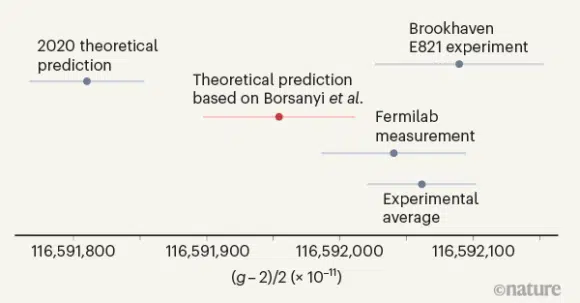 2020 theoretical
prediction
Brookhaven
E821 experiment
Theoretical prediction
based on Borsanyi et al.
Fermilab
measurement
Experimental
average
116,591,800
116,591,900
116,592,000
116,592,100
(g – 2)/2 (× 10⁻¹¹)
©nature